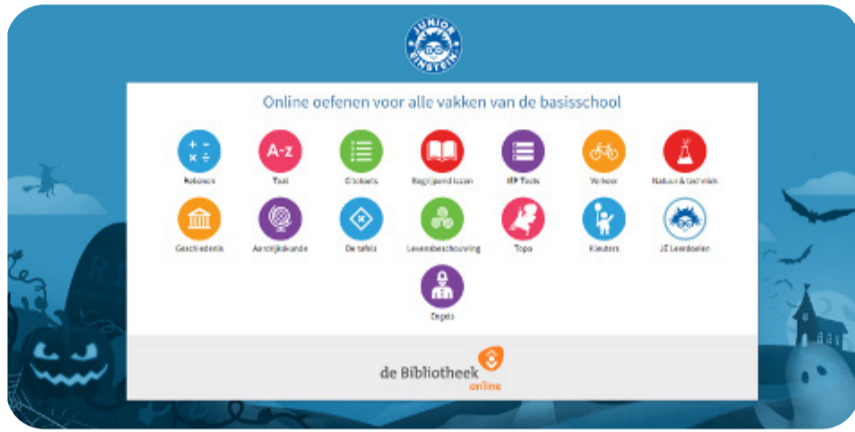 JUNIOR
EINSTEIN
Online oefenen voor alle vakken van de basisschool
+ - × ÷
A-z
Rekenen Taal Citotoets Begrijpend lezen IEP Toets Verkeer Natuur & techniek
Geschiedenis Aardrijkskunde De tafels Levensbeschouwing Topo Kleuters JE Leerdoelen
Engels
de Bibliotheek
online